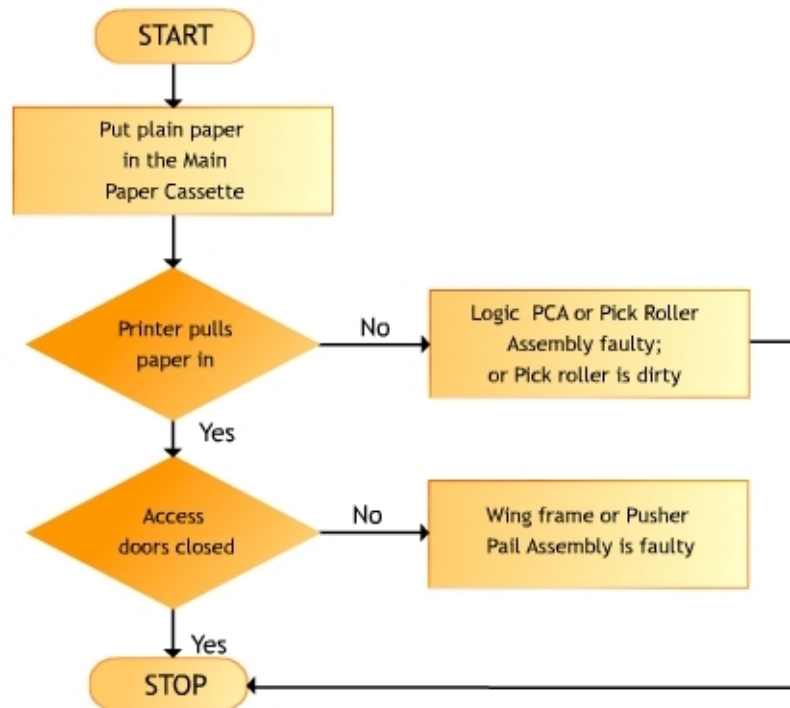 START
Put plain paper
in the Main
Paper Cassette
Printer pulls
paper in
No
Logic PCA or Pick Roller
Assembly faulty;
or Pick roller is dirty
Yes
Access
doors closed
No
Wing frame or Pusher
Pail Assembly is faulty
Yes
STOP